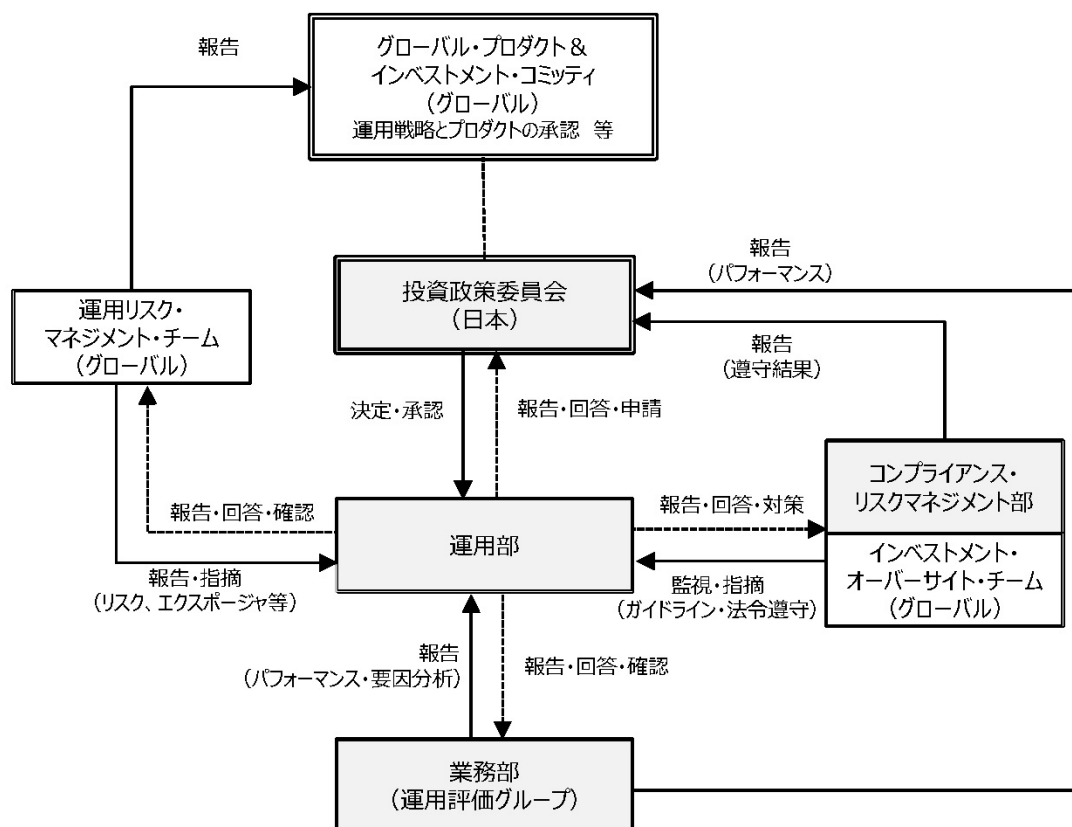 報告
グローバル・プロダクト＆
インベストメント・コミッティ
（グローバル）
運用戦略とプロダクトの承認　等
報告
（パフォーマンス）
投資政策委員会
（日本）
運用リスク・
マネジメント・チーム
（グローバル）
報告
（遵守結果）
決定・承認
報告・回答・申請
コンプライアンス・
リスクマネジメント部
報告・回答・確認
運用部
報告・回答・対策
インベストメント・
オーバーサイト・チーム
（グローバル）
報告・指摘
（リスク、エクスポージャ等）
監視・指摘
（ガイドライン・法令遵守）
報告
（パフォーマンス・要因分析）
報告・回答・確認
業務部
（運用評価グループ）